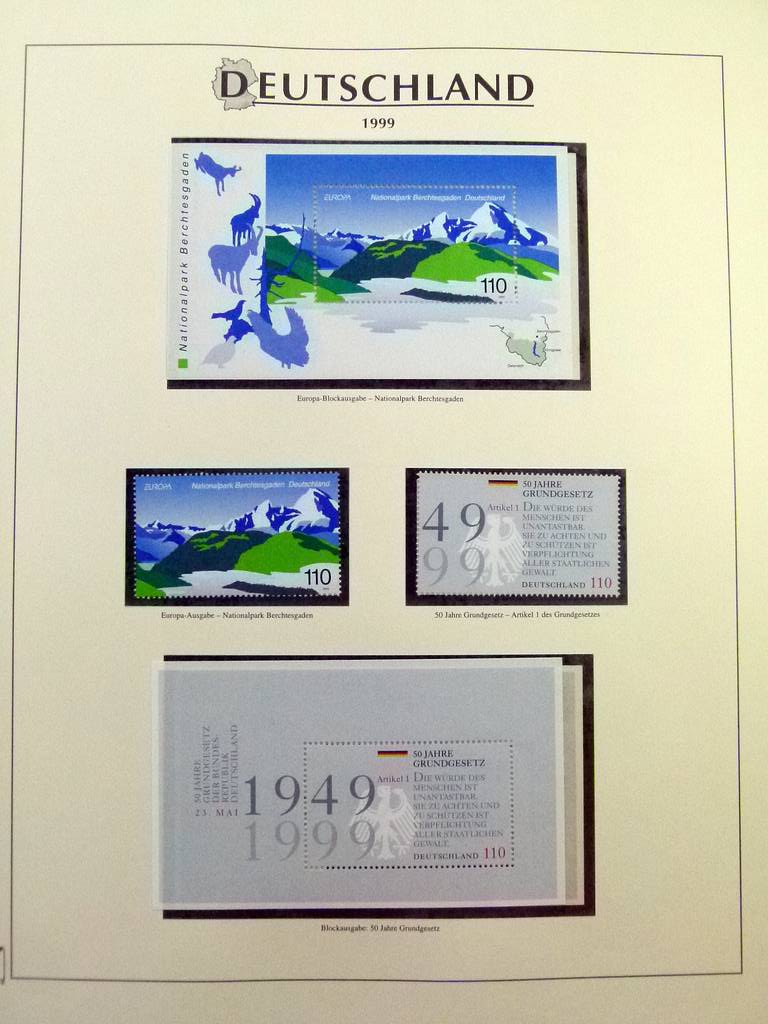 DEUTSCHLAND
1999
Nationalpark Berchtesgaden
EUROPA Nationalpark Berchtesgaden Deutschland
110
Europa-Blockausgabe – Nationalpark Berchtesgaden
EUROPA Nationalpark Berchtesgaden Deutschland
110
Europa-Ausgabe – Nationalpark Berchtesgaden
50 JAHRE
GRUNDGESETZ
Artikel 1 DIE WÜRDE DES
MENSCHEN IST
UNANTASTBAR.
SIE ZU ACHTEN UND
ZU SCHÜTZEN IST
VERPFLICHTUNG
ALLER STAATLICHEN
GEWALT.
49
99
DEUTSCHLAND 110
50 Jahre Grundgesetz – Artikel 1 des Grundgesetzes
50 JAHRE
GRUNDGESETZ
DER BUNDES-
REPUBLIK
DEUTSCHLAND
23. MAI
1949
1999
50 JAHRE
GRUNDGESETZ
Artikel 1 DIE WÜRDE DES
MENSCHEN IST
UNANTASTBAR.
SIE ZU ACHTEN UND
ZU SCHÜTZEN IST
VERPFLICHTUNG
ALLER STAATLICHEN
GEWALT.
DEUTSCHLAND 110
Blockausgabe: 50 Jahre Grundgesetz